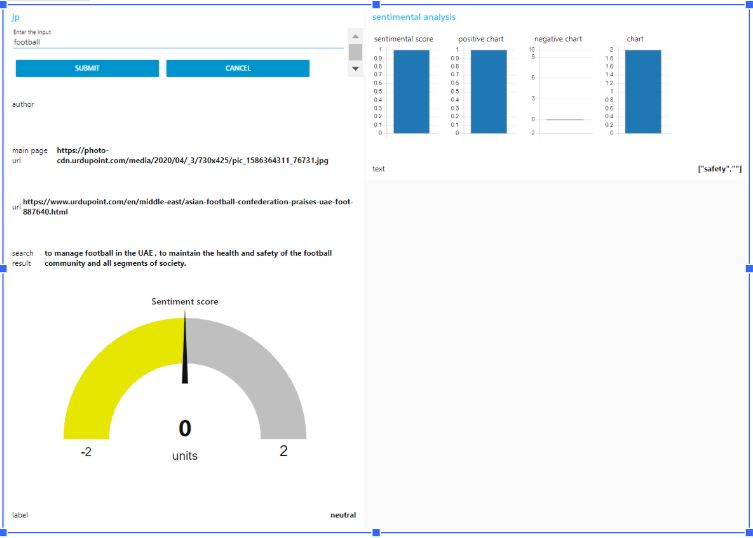 jp
Enter the input *
football
SUBMIT
CANCEL
author
main page url
https://photo-
cdn.urdupoint.com/media/2020/04/_3/730x425/pic_1586364311_76731.jpg
url
https://www.urdupoint.com/en/middle-east/asian-football-confederation-praises-uae-foot-
887640.html
search result
to manage football in the UAE , to maintain the health and safety of the football
community and all segments of society.
Sentiment score
0
units
-2
2
label
neutral
sentimental analysis
sentimental score
1
0.9
0.8
0.7
0.6
0.5
0.4
0.3
0.2
0.1
0
positive chart
1
0.9
0.8
0.7
0.6
0.5
0.4
0.3
0.2
0.1
0
negative chart
10
9
6
3
0
-2
chart
2
1.8
1.6
1.4
1.2
1
0.8
0.6
0.4
0.2
0
text
["safety",""]